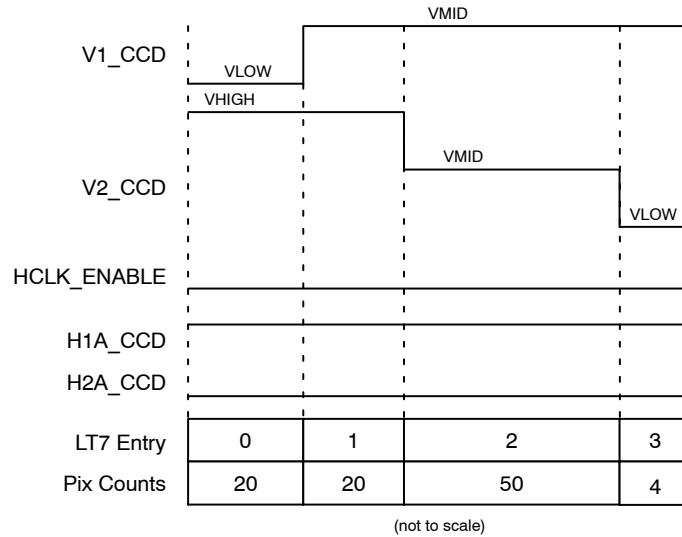 VMID
V1_CCD
VLOW
VHIGH
VMID
V2_CCD
VLOW
HCLK_ENABLE
H1A_CCD
H2A_CCD
LT7 Entry 0 1 2 3
Pix Counts 20 20 50 4
(not to scale)